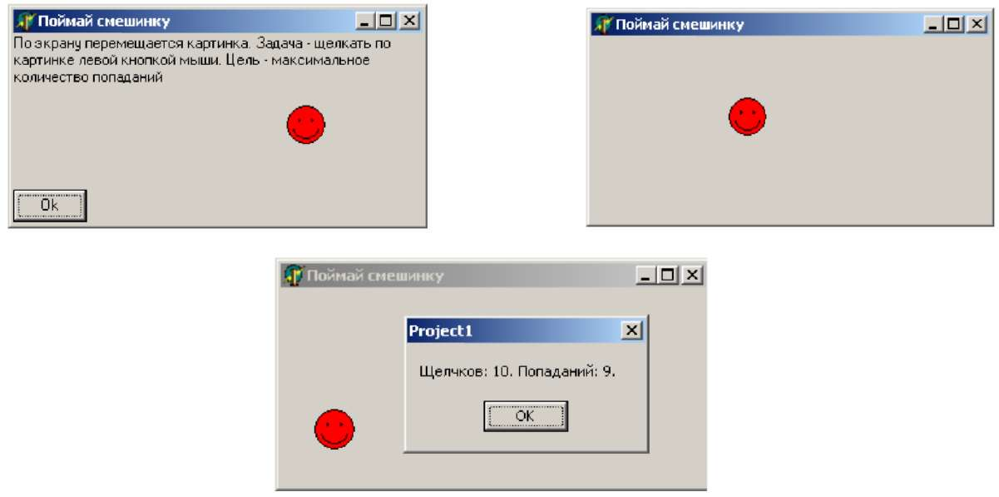 Поймай смешинку
По экрану перемещается картинка. Задача - щелкать по
картинке левой кнопкой мыши. Цель - максимальное
количество попаданий
Ok
Поймай смешинку
Поймай смешинку
Project1
Щелчков: 10. Попаданий: 9.
OK